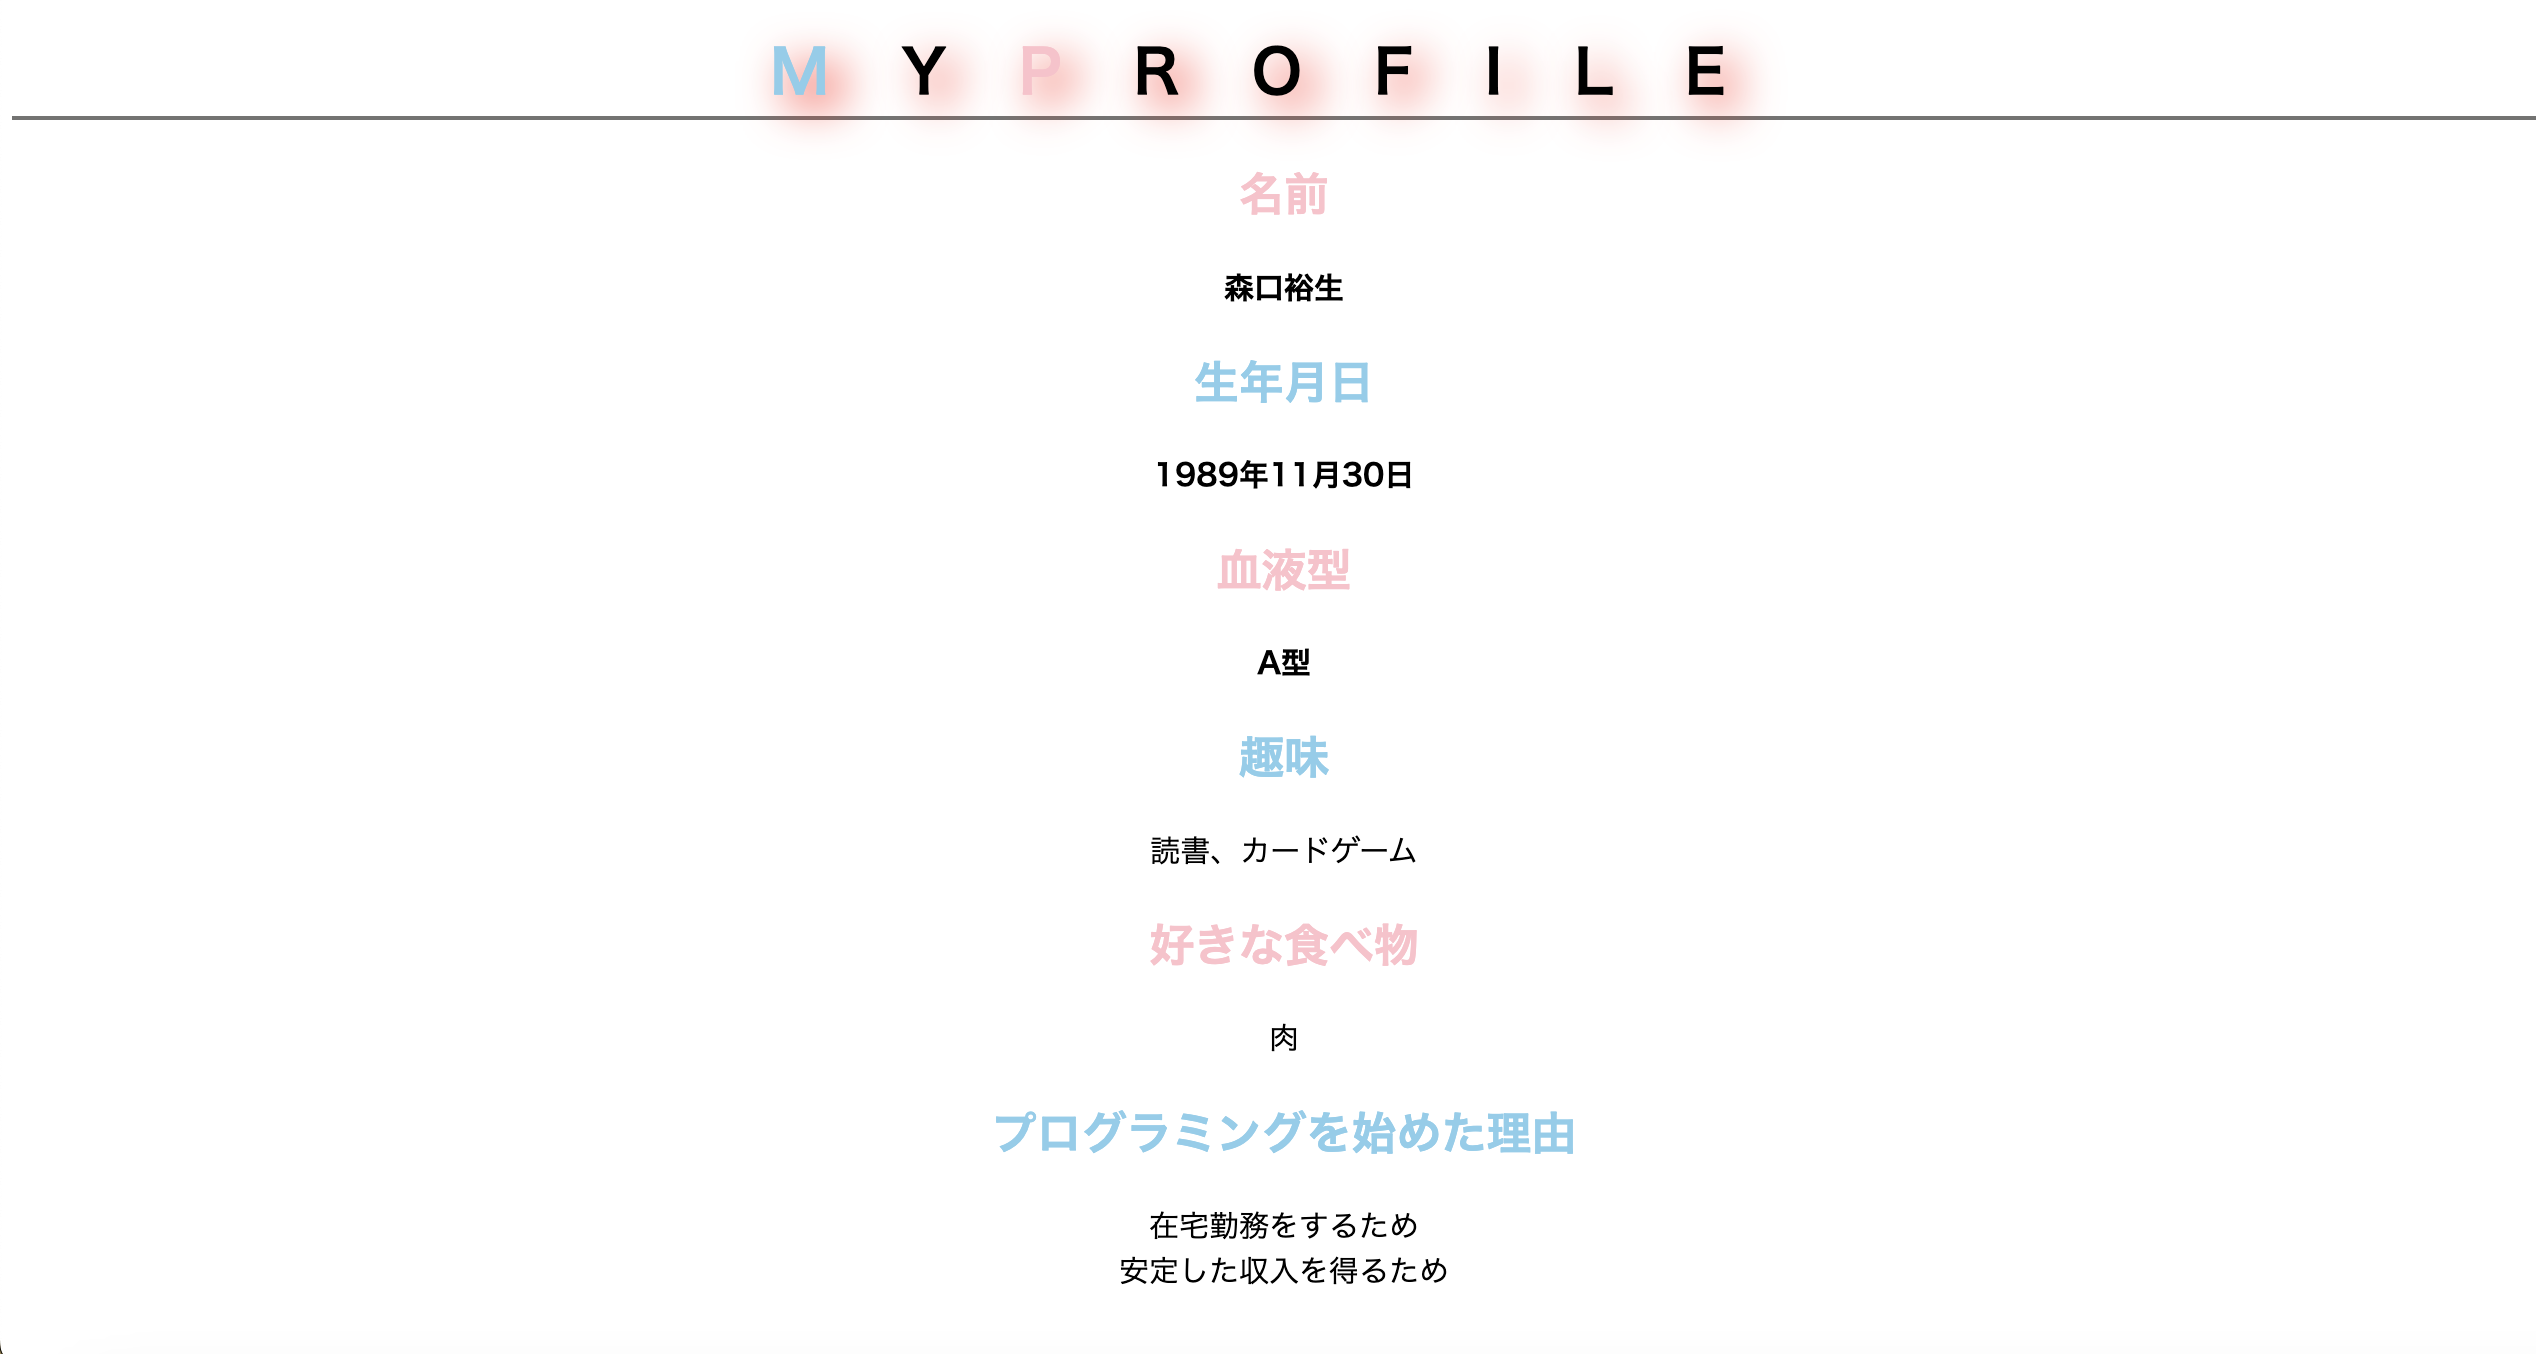 MYPROFILE
名前
森口裕生
生年月日
1989年11月30日
血液型
A型
趣味
読書、カードゲーム
好きな食べ物
肉
プログラミングを始めた理由
在宅勤務をするため
安定した収入を得るため